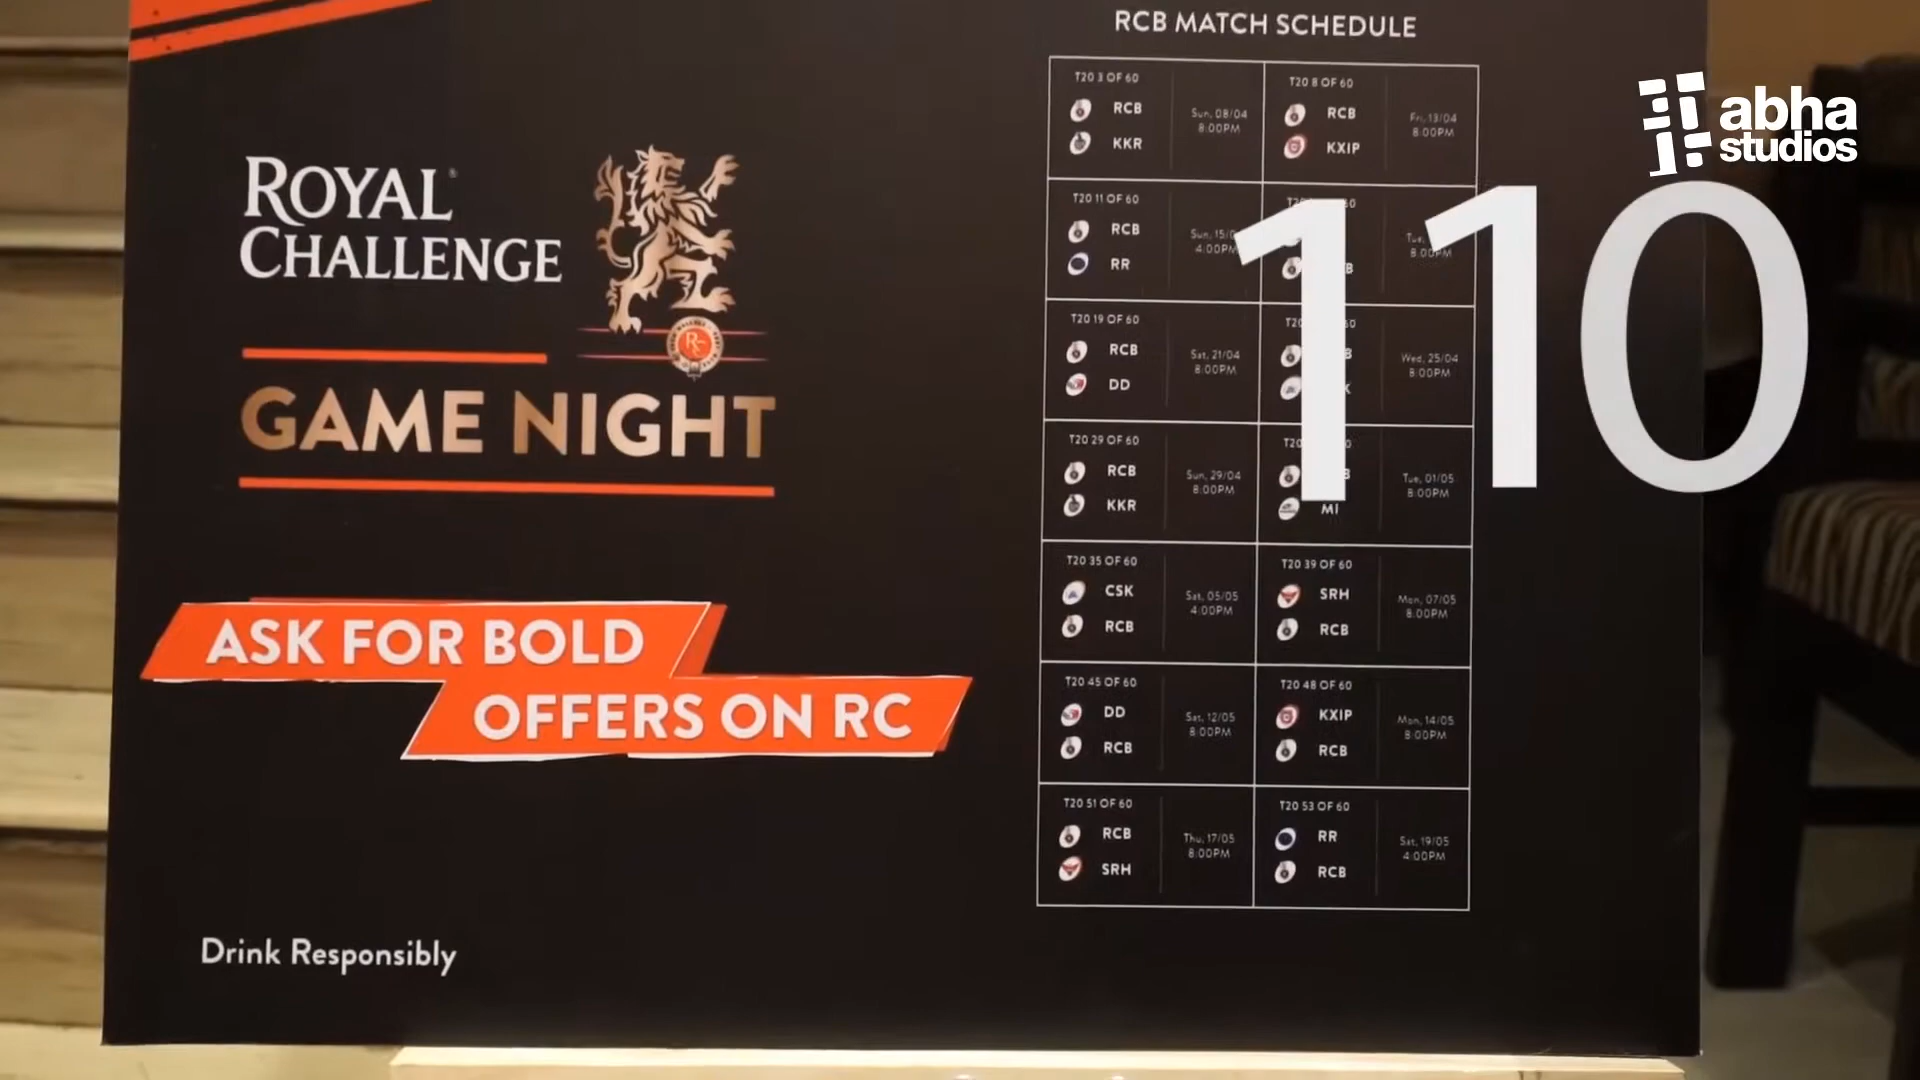 RCB MATCH SCHEDULE
abha
studios
110
ROYAL
CHALLENGE
GAME NIGHT
ASK FOR BOLD
OFFERS ON RC
Drink Responsibly
T20 3 OF 60
RCB
KKR
Sun, 08/04
8:00PM
T20 8 OF 60
RCB
KXIP
Fri, 13/04
8:00PM
T20 11 OF 60
RCB
RR
4:00PM
8:00PM
T20 19 OF 60
RCB
DD
Sat, 21/04
8:00PM
Wed, 25/04
8:00PM
T20 29 OF 60
RCB
KKR
Sun, 29/04
8:00PM
MI
Tue, 01/05
8:00PM
T20 35 OF 60
CSK
RCB
Sat, 05/05
4:00PM
T20 39 OF 60
SRH
RCB
Mon, 07/05
8:00PM
T20 45 OF 60
DD
RCB
Sat, 12/05
8:00PM
T20 48 OF 60
KXIP
RCB
Mon, 14/05
8:00PM
T20 51 OF 60
RCB
SRH
Thu, 17/05
8:00PM
T20 53 OF 60
RR
RCB
Sat, 19/05
4:00PM